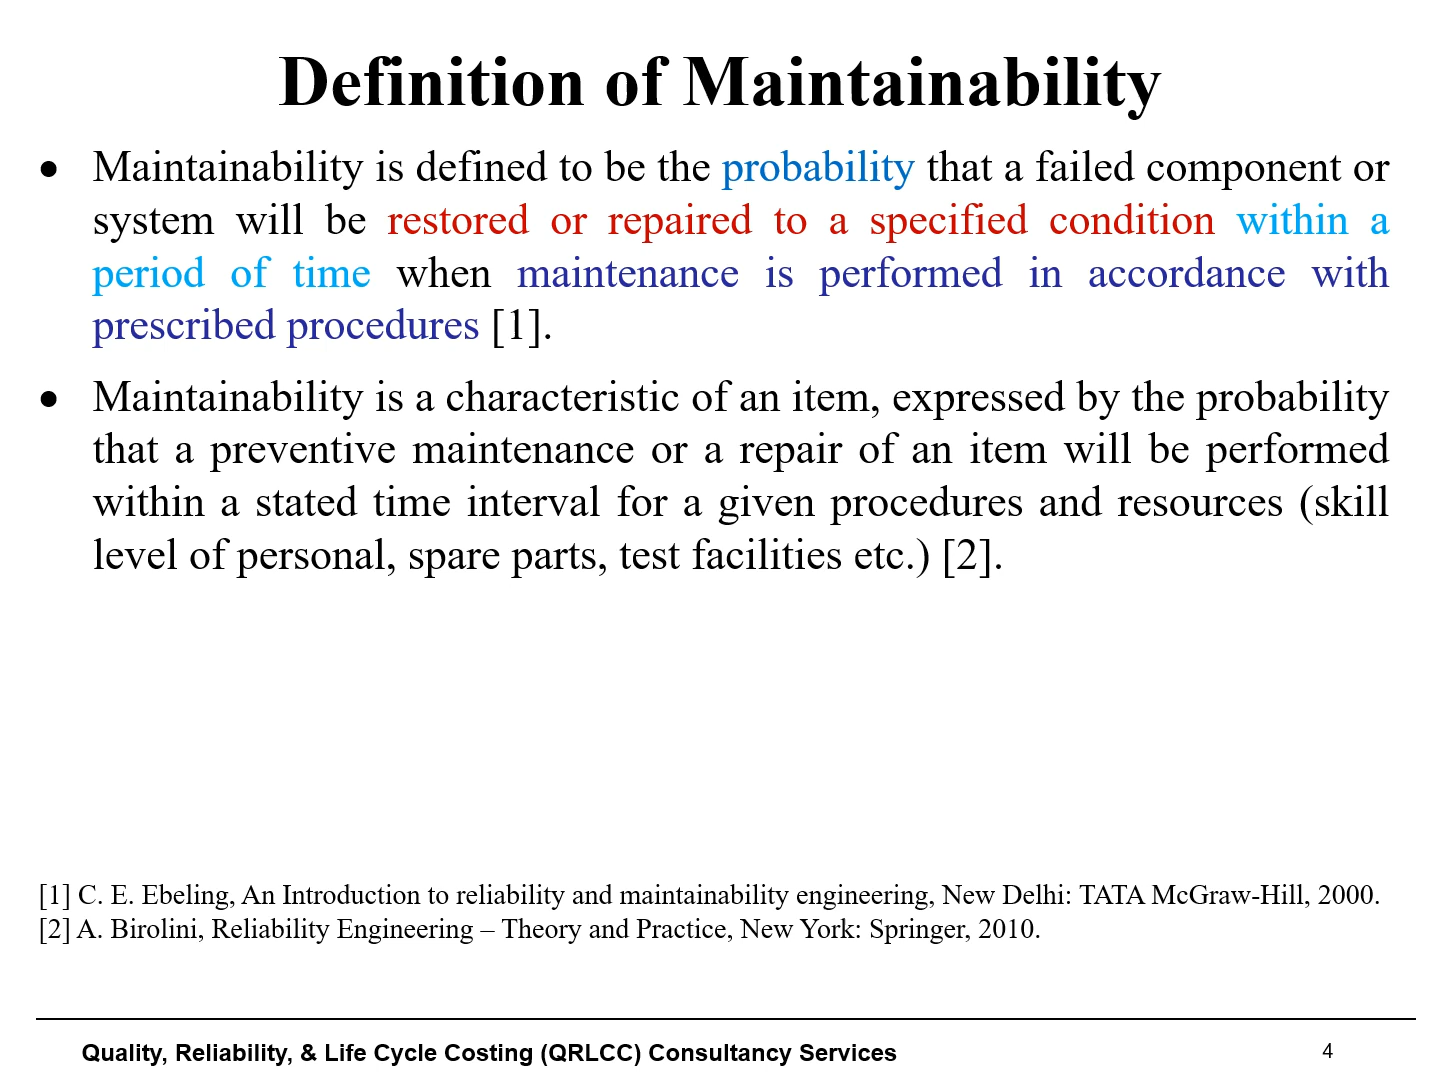 Definition of Maintainability
• Maintainability is defined to be the probability that a failed component or
system will be restored or repaired to a specified condition within a
period of time when maintenance is performed in accordance with
prescribed procedures [1].
• Maintainability is a characteristic of an item, expressed by the probability
that a preventive maintenance or a repair of an item will be performed
within a stated time interval for a given procedures and resources (skill
level of personal, spare parts, test facilities etc.) [2].
[1] C. E. Ebeling, An Introduction to reliability and maintainability engineering, New Delhi: TATA McGraw-Hill, 2000.
[2] A. Birolini, Reliability Engineering – Theory and Practice, New York: Springer, 2010.
Quality, Reliability, & Life Cycle Costing (QRLCC) Consultancy Services
4